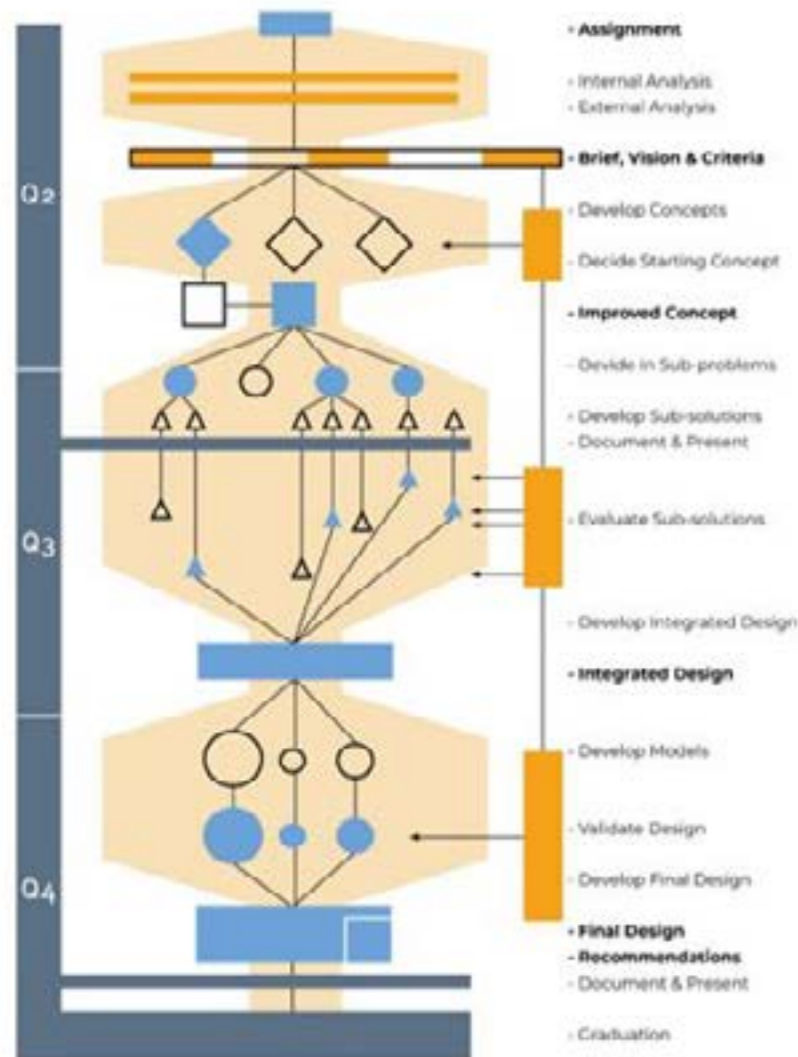 - Assignment
- Internal Analysis
- External Analysis
- Brief, Vision & Criteria
Q2
- Develop Concepts
- Decide Starting Concept
- Improved Concept
- Devide in Sub-problems
- Develop Sub-solutions
- Document & Present
Q3
- Evaluate Sub-solutions
- Develop Integrated Design
- Integrated Design
- Develop Models
- Validate Design
Q4
- Develop Final Design
- Final Design
- Recommendations
- Document & Present
- Graduation